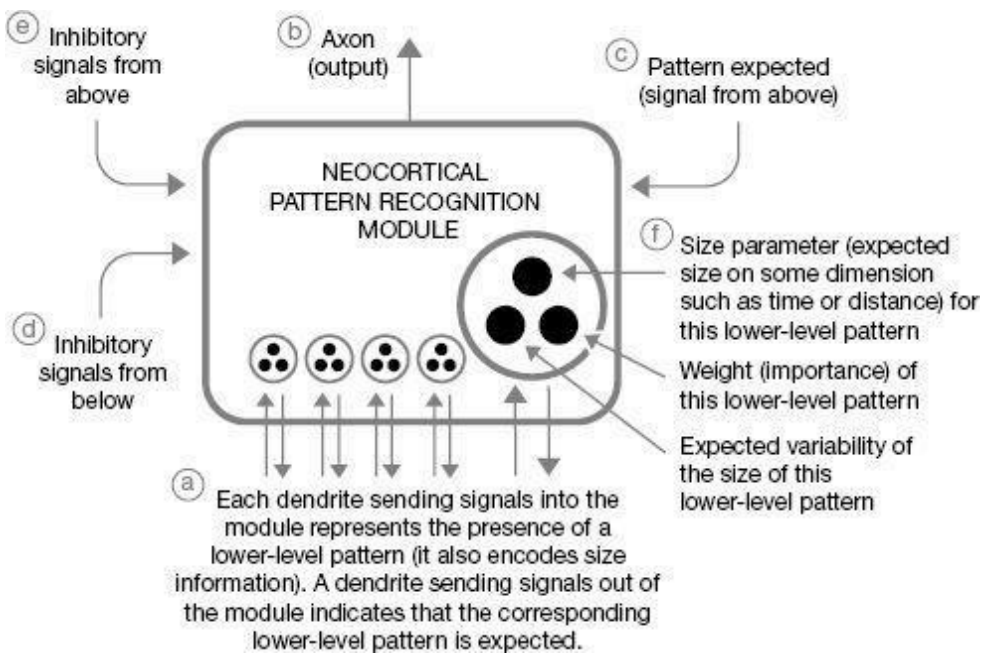 e Inhibitory
signals from
above
b Axon
(output)
c Pattern expected
(signal from above)
NEOCORTICAL
PATTERN RECOGNITION
MODULE
f Size parameter (expected
size on some dimension
such as time or distance) for
this lower-level pattern
d Inhibitory
signals from
below
Weight (importance) of
this lower-level pattern
Expected variability of
the size of this
lower-level pattern
a Each dendrite sending signals into the
module represents the presence of a
lower-level pattern (it also encodes size
information). A dendrite sending signals out of
the module indicates that the corresponding
lower-level pattern is expected.